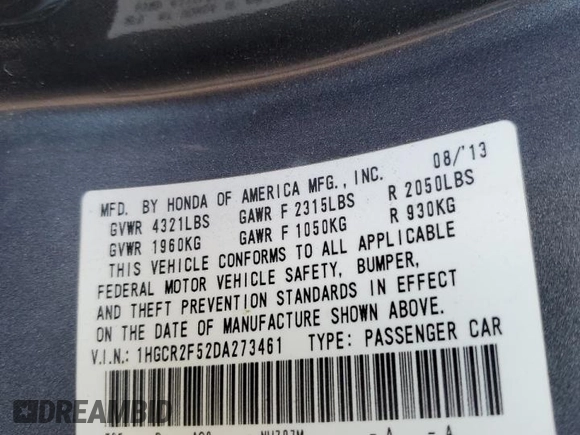 MFD. BY HONDA OF AMERICA MFG., INC. 08/'13
GVWR 4321LBS GAWR F 2315LBS R 2050LBS
GVWR 1960KG GAWR F 1050KG R 930KG
THIS VEHICLE CONFORMS TO ALL APPLICABLE
FEDERAL MOTOR VEHICLE SAFETY, BUMPER,
AND THEFT PREVENTION STANDARDS IN EFFECT
ON THE DATE OF MANUFACTURE SHOWN ABOVE.
V.I.N.: 1HGCR2F52DA273461 TYPE: PASSENGER CAR
DREAMBID